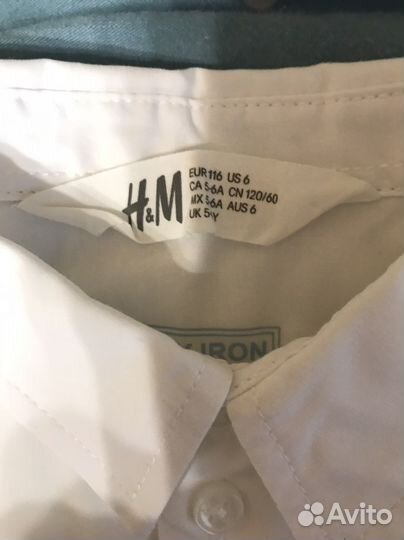 H&M
EUR 116 US 6
CA 5-6A CN 120/60
MX 5-6A AUS 6
UK 5-6Y
IRON
Avito